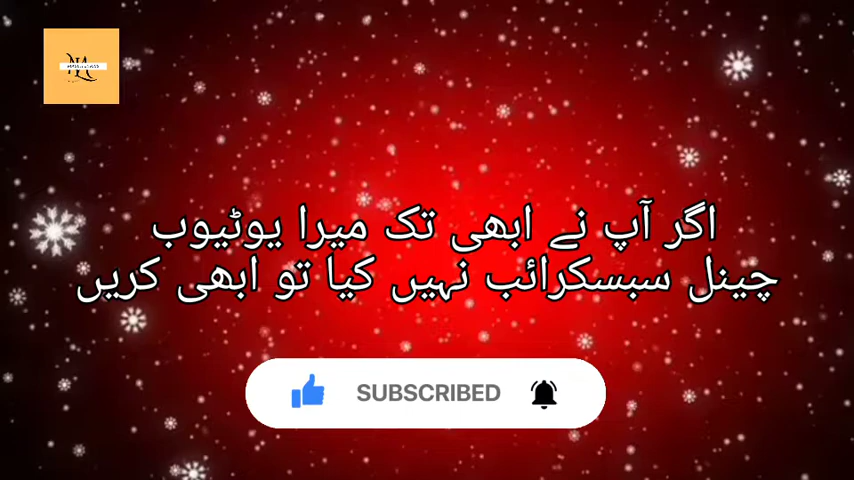 اگر آپ نے ابھی تک میرا یوٹیوب
چینل سبسکرائب نہیں کیا تو ابھی کریں
SUBSCRIBED